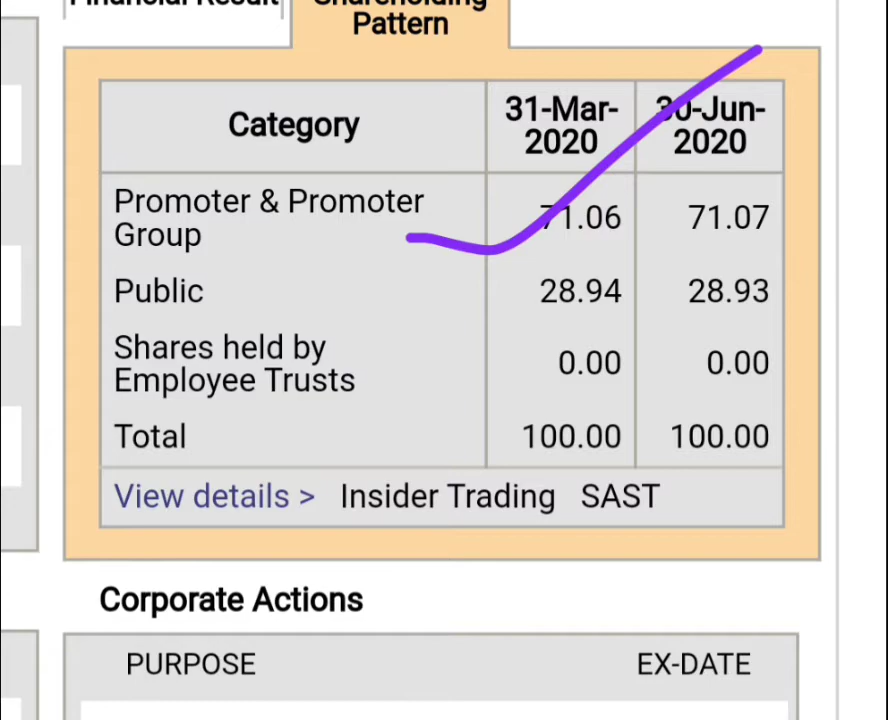 Financial Result
Shareholding
Pattern
Category
31-Mar-
2020
30-Jun-
2020
Promoter & Promoter
Group
71.06
71.07
Public
28.94
28.93
Shares held by
Employee Trusts
0.00
0.00
Total
100.00
100.00
View details > Insider Trading SAST
Corporate Actions
PURPOSE
EX-DATE